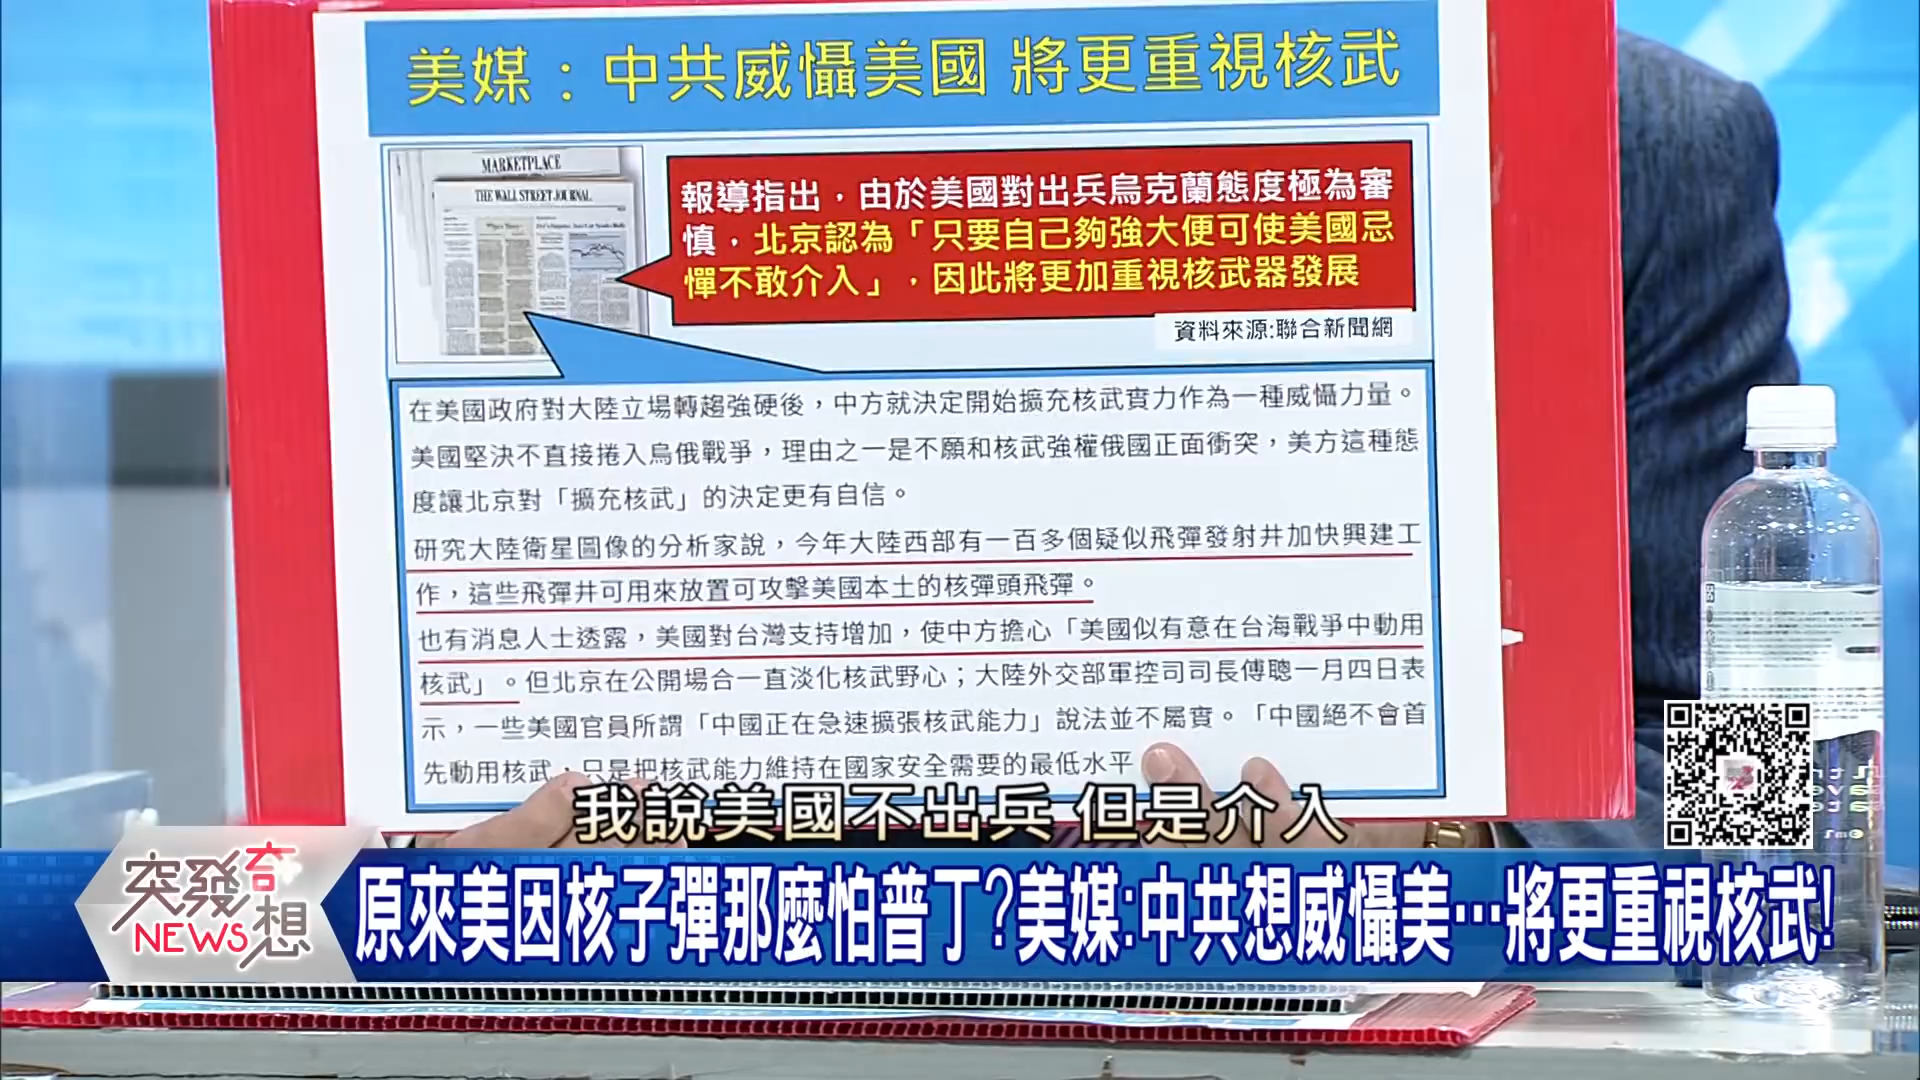 美媒：中共威懾美國 將更重視核武
MARKETPLACE
THE WALL STREET JOURNAL.
報導指出，由於美國對出兵烏克蘭態度極為審
慎，北京認為「只要自己夠強大便可使美國忌
憚不敢介入」，因此將更加重視核武器發展
資料來源:聯合新聞網
在美國政府對大陸立場轉趨強硬後，中方就決定開始擴充核武實力作為一種威懾力量。
美國堅決不直接捲入烏俄戰爭，理由之一是不願和核武強權俄國正面衝突，美方這種態
度讓北京對「擴充核武」的決定更有自信。
研究大陸衛星圖像的分析家說，今年大陸西部有一百多個疑似飛彈發射井加快興建工
作，這些飛彈井可用來放置可攻擊美國本土的核彈頭飛彈。
也有消息人士透露，美國對台灣支持增加，使中方擔心「美國似有意在台海戰爭中動用
核武」。但北京在公開場合一直淡化核武野心；大陸外交部軍控司司長傅聰一月四日表
示，一些美國官員所謂「中國正在急速擴張核武能力」說法並不屬實。「中國絕不會首
先動用核武，只是把核武能力維持在國家安全需要的最低水平
我說美國不出兵 但是介入
突發奇想
NEWS
原來美因核子彈那麼怕普丁?美媒:中共想威懾美…將更重視核武!